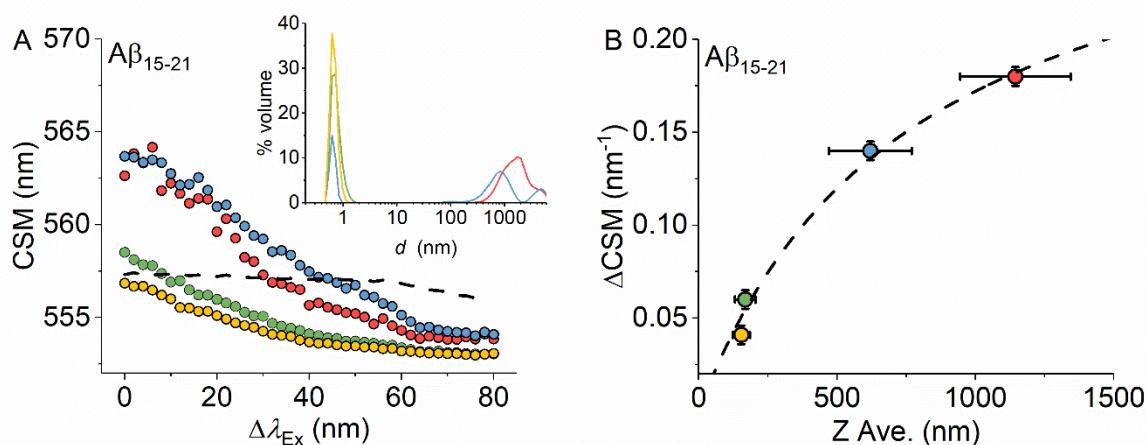 A
Aβ₁₅₋₂₁
CSM (nm)
570
565
560
555
0
20
40
60
80
Δλ_Ex (nm)
% volume
40
30
20
10
0
1
10
100
1000
d (nm)
B
Aβ₁₅₋₂₁
ΔCSM (nm⁻¹)
0.20
0.15
0.10
0.05
0
500
1000
1500
Z Ave. (nm)